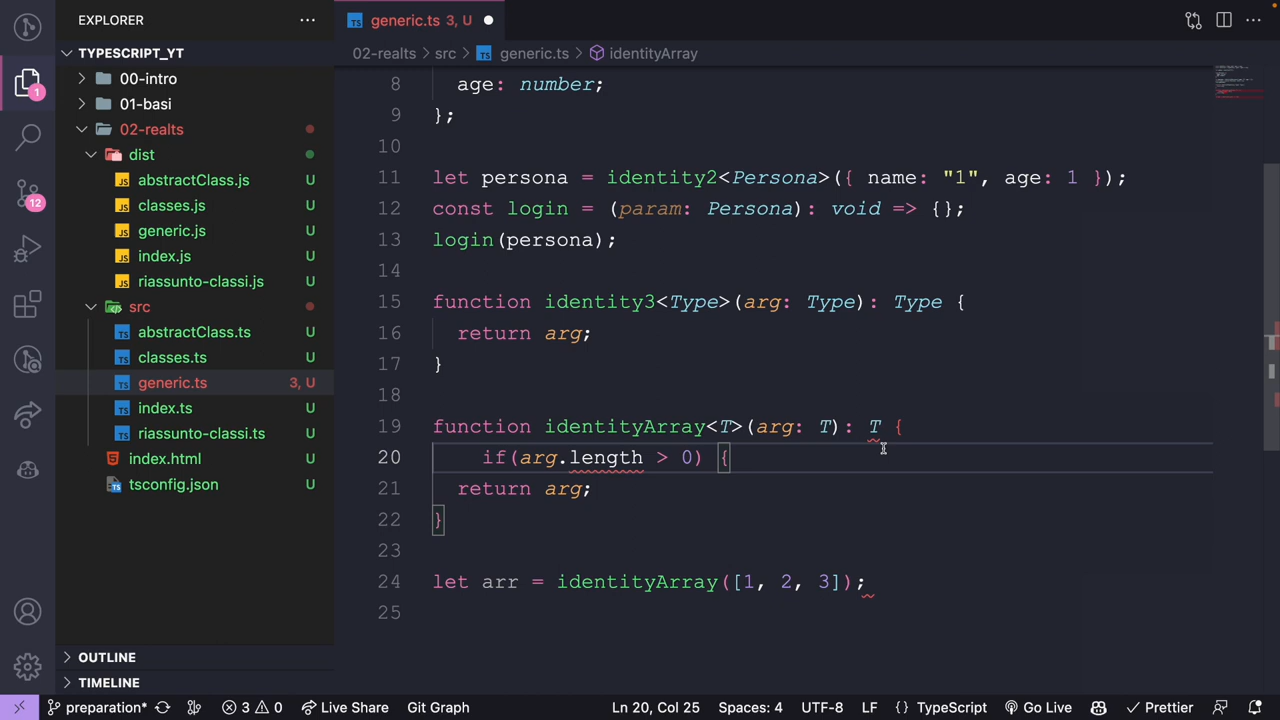 EXPLORER
TYPESCRIPT_YT
00-intro
01-basi
02-realts
dist
abstractClass.js U
classes.js U
generic.js U
index.js U
riassunto-classi.js U
src
abstractClass.ts U
classes.ts U
generic.ts 3, U
index.ts U
riassunto-classi.ts U
index.html U
tsconfig.json U
OUTLINE
TIMELINE
1
12
generic.ts 3, U
02-realts > src > generic.ts > identityArray
8 age: number;
9 };
10
11 let persona = identity2<Persona>({ name: "1", age: 1 });
12 const login = (param: Persona): void => {};
13 login(persona);
14
15 function identity3<Type>(arg: Type): Type {
16 return arg;
17 }
18
19 function identityArray<T>(arg: T): T {
20 if(arg.length > 0) {
21 return arg;
22 }
23
24 let arr = identityArray([1, 2, 3]);
25
preparation* 3 0 Live Share Git Graph Ln 20, Col 25 Spaces: 4 UTF-8 LF {} TypeScript Go Live Prettier